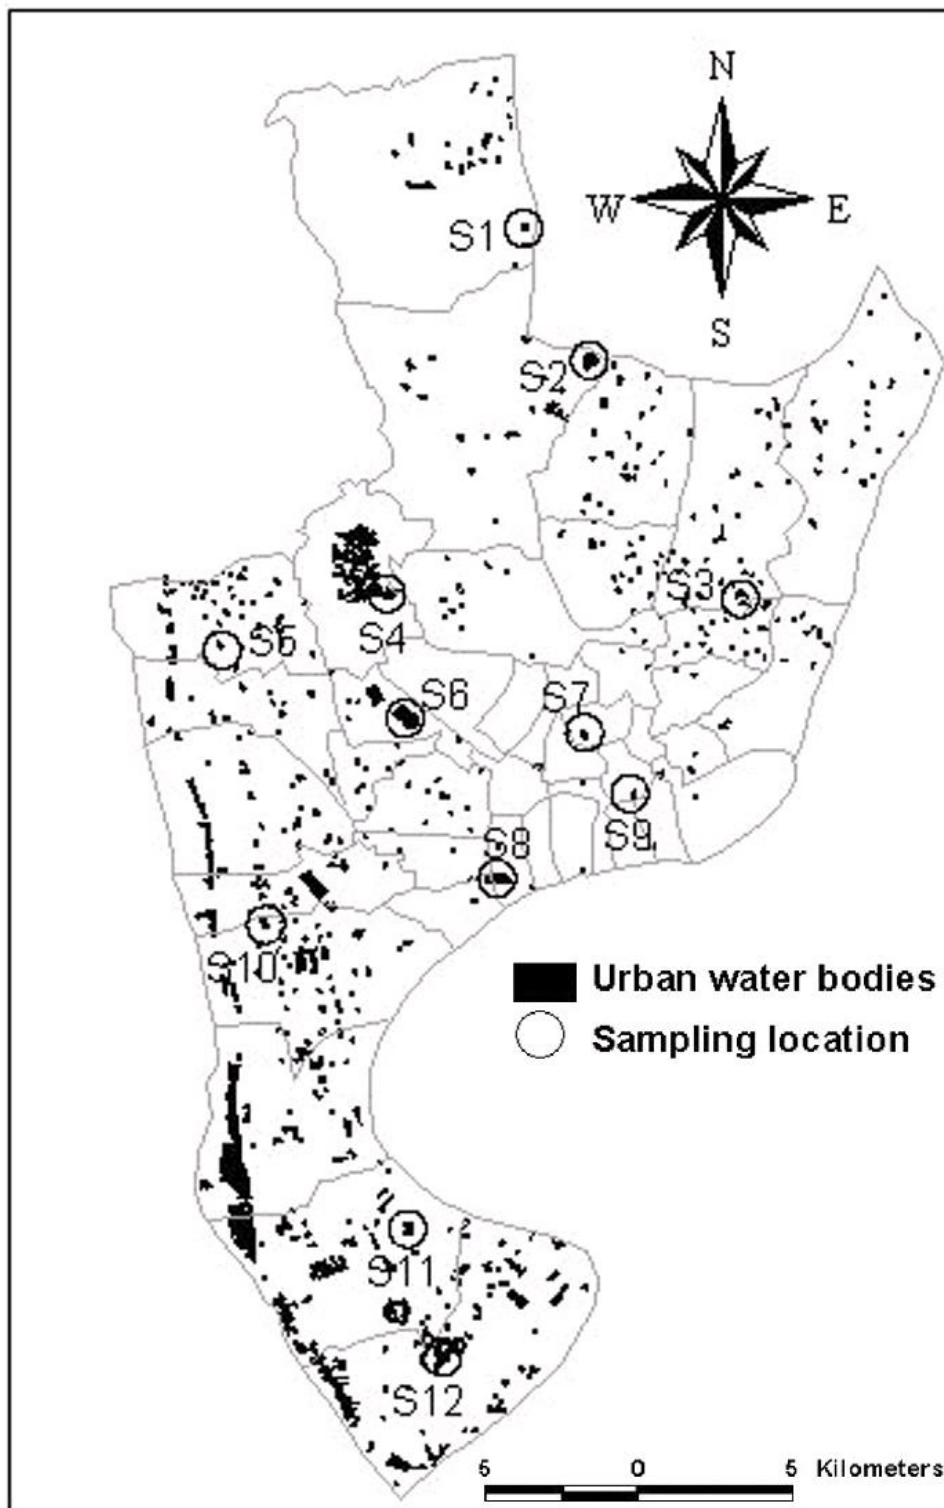 N
W E
S
S1
S2
S3
S4
S5
S6
S7
S8
S9
S10
S11
S12
Urban water bodies
Sampling location
5 0 5 Kilometers